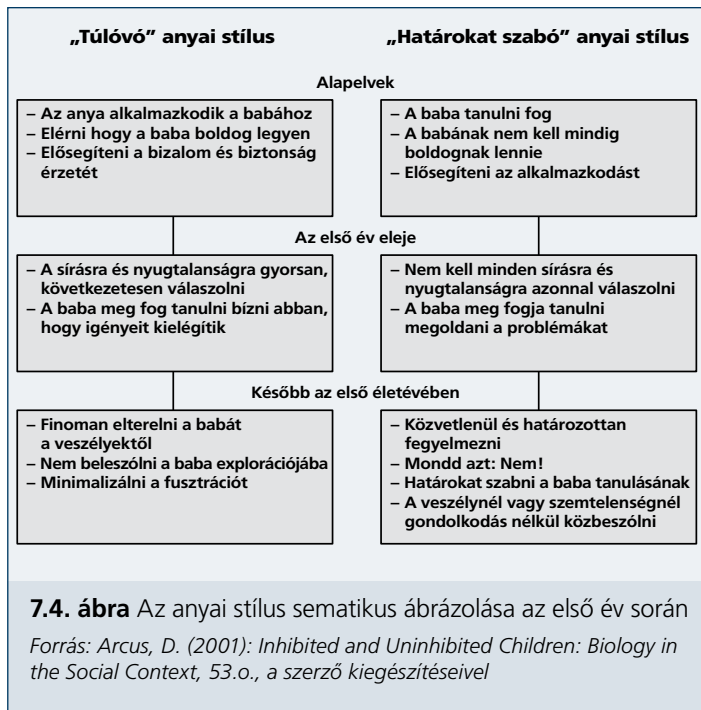 „Túlóvó” anyai stílus
„Határokat szabó” anyai stílus
Alapelvek
– Az anya alkalmazkodik a babához
– Elérni hogy a baba boldog legyen
– Elősegíteni a bizalom és biztonság
érzetét
– A baba tanulni fog
– A babának nem kell mindig
boldognak lennie
– Elősegíteni az alkalmazkodást
Az első év eleje
– A sírásra és nyugtalanságra gyorsan,
következetesen válaszolni
– A baba meg fog tanulni bízni abban,
hogy igényeit kielégítik
– Nem kell minden sírásra és
nyugtalanságra azonnal válaszolni
– A baba meg fogja tanulni
megoldani a problémákat
Később az első életévében
– Finoman elterelni a babát
a veszélyektől
– Nem beleszólni a baba explorációjába
– Minimalizálni a fusztrációt
– Közvetlenül és határozottan
fegyelmezni
– Mondd azt: Nem!
– Határokat szabni a baba tanulásának
– A veszélynél vagy szemtelenségnél
gondolkodás nélkül közbeszólni
7.4. ábra Az anyai stílus sematikus ábrázolása az első év során
Forrás: Arcus, D. (2001): Inhibited and Uninhibited Children: Biology in
the Social Context, 53.o., a szerző kiegészítéseivel